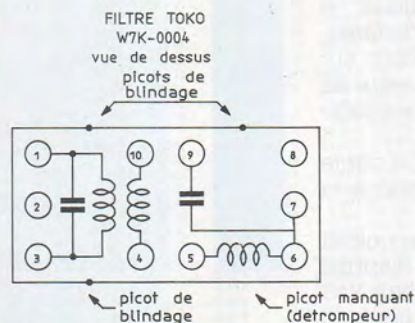 FILTRE TOKO
W7K-0004
vue de dessus
picots de
blindage
1 10 9 8
2 7
3 4 5 6
picot de
blindage
picot manquant
(detrompeur)